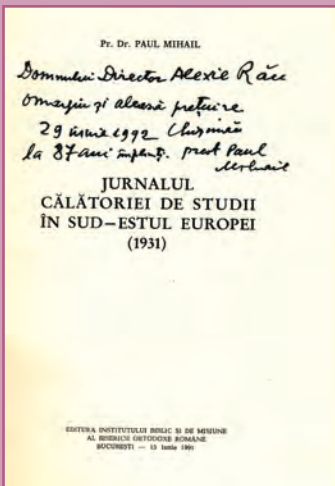 Pr. Dr. PAUL MIHAIL
Domnului Director Alexie Rău
omagiu și aleasă prețuire
29 iunie 1992 Chișinău
la 87 ani împliniți. preot Paul
Mihail
JURNALUL
CĂLĂTORIEI DE STUDII
ÎN SUD—ESTUL EUROPEI
(1931)
EDITURA INSTITUTULUI BIBLIC ȘI DE MISIUNE
AL BISERICII ORTODOXE ROMÂNE
BUCUREȘTI — 15 Iunie 1991